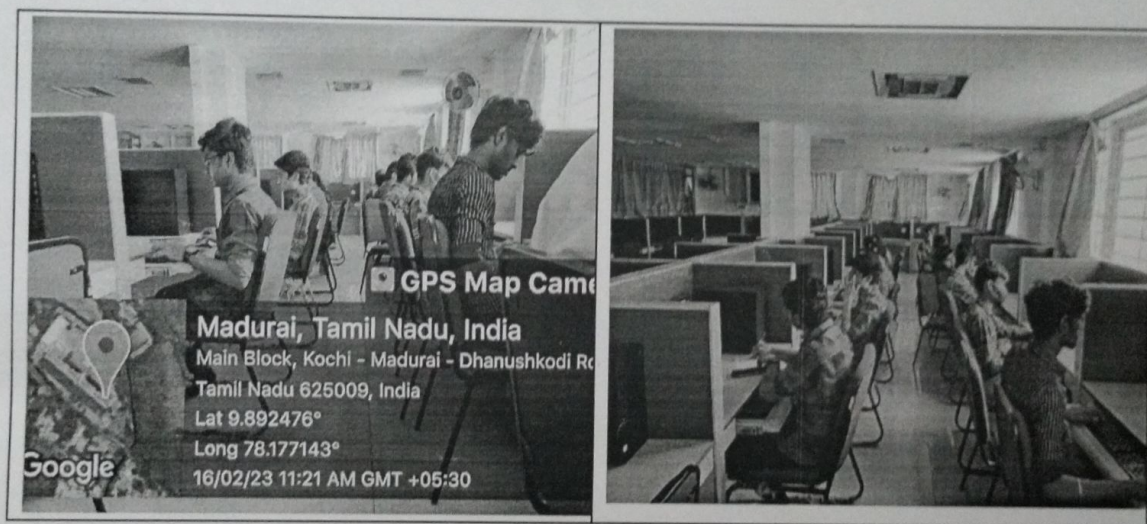 GPS Map Came
Madurai, Tamil Nadu, India
Main Block, Kochi - Madurai - Dhanushkodi Ro
Tamil Nadu 625009, India
Lat 9.892476°
Long 78.177143°
Google
16/02/23 11:21 AM GMT +05:30